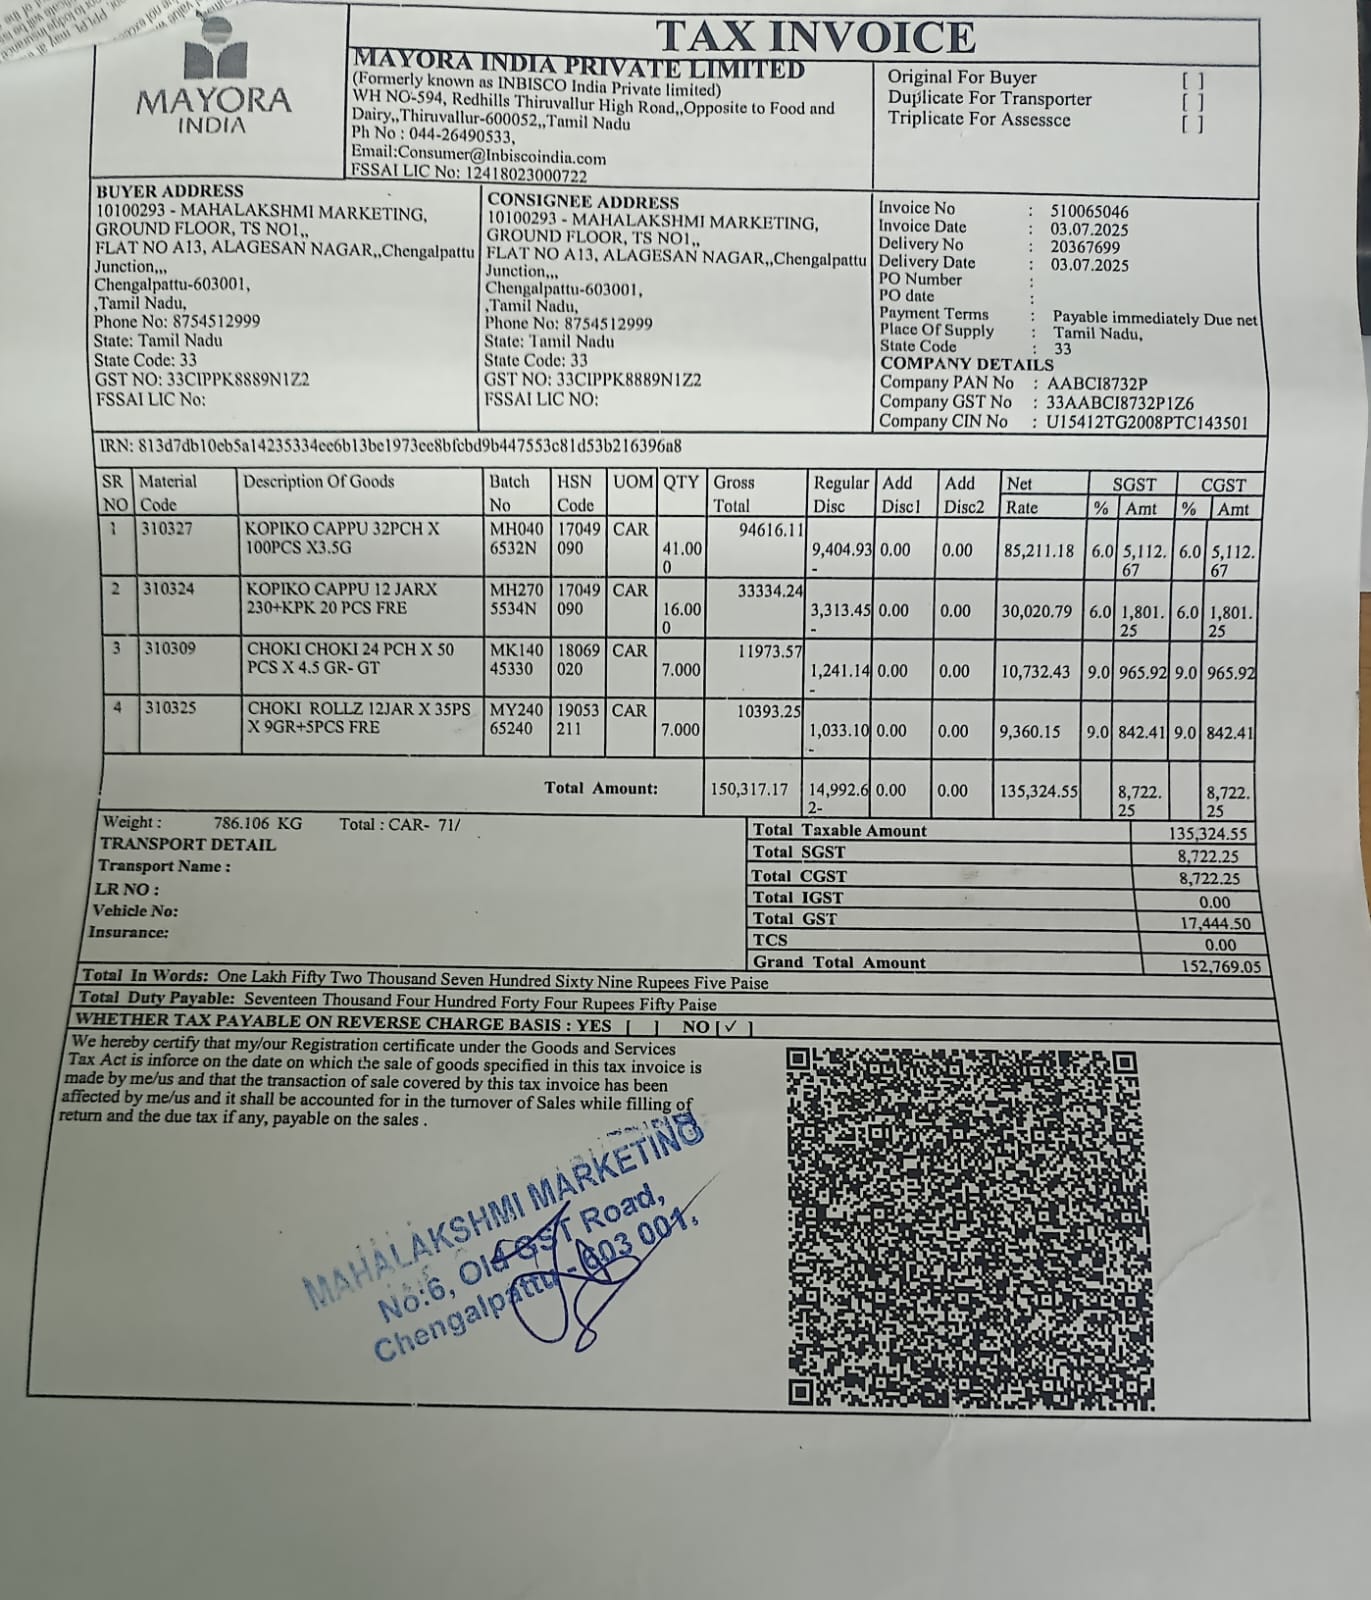 MAYORA
INDIA
TAX INVOICE
MAYORA INDIA PRIVATE LIMITED
(Formerly known as INBISCO India Private limited)
WH NO-594, Redhills Thiruvallur High Road,,Opposite to Food and
Dairy,,Thiruvallur-600052,,Tamil Nadu
Ph No : 044-26490533,
Email:Consumer@Inbiscoindia.com
FSSAI LIC No: 12418023000722
Original For Buyer [ ]
Duplicate For Transporter [ ]
Triplicate For Assessce [ ]
BUYER ADDRESS
10100293 - MAHALAKSHMI MARKETING,
GROUND FLOOR, TS NO1,,
FLAT NO A13, ALAGESAN NAGAR,,Chengalpattu
Junction,,,
Chengalpattu-603001,
,Tamil Nadu,
Phone No: 8754512999
State: Tamil Nadu
State Code: 33
GST NO: 33CIPPK8889N1Z2
FSSAI LIC No:
CONSIGNEE ADDRESS
10100293 - MAHALAKSHMI MARKETING,
GROUND FLOOR, TS NO1,,
FLAT NO A13, ALAGESAN NAGAR,,Chengalpattu
Junction,,,
Chengalpattu-603001,
,Tamil Nadu,
Phone No: 8754512999
State: Tamil Nadu
State Code: 33
GST NO: 33CIPPK8889N1Z2
FSSAI LIC NO:
Invoice No : 510065046
Invoice Date : 03.07.2025
Delivery No : 20367699
Delivery Date : 03.07.2025
PO Number :
PO date :
Payment Terms : Payable immediately Due net
Place Of Supply : Tamil Nadu,
State Code : 33
COMPANY DETAILS
Company PAN No : AABCI8732P
Company GST No : 33AABCI8732P1Z6
Company CIN No : U15412TG2008PTC143501
IRN: 813d7db10eb5a14235334ee6b13be1973ee8bfcbd9b447553c81d53b216396a8
SR Material Description Of Goods Batch HSN UOM QTY Gross Regular Add Add Net SGST CGST
NO Code No Code Total Disc Disc1 Disc2 Rate % Amt % Amt
1 310327 KOPIKO CAPPU 32PCH X MH040 17049 CAR 94616.11
100PCS X3.5G 6532N 090 41.00 9,404.93 0.00 0.00 85,211.18 6.0 5,112. 6.0 5,112.
0 - 67 67
2 310324 KOPIKO CAPPU 12 JARX MH270 17049 CAR 33334.24
230+KPK 20 PCS FRE 5534N 090 16.00 3,313.45 0.00 0.00 30,020.79 6.0 1,801. 6.0 1,801.
0 - 25 25
3 310309 CHOKI CHOKI 24 PCH X 50 MK140 18069 CAR 11973.57
PCS X 4.5 GR- GT 45330 020 7.000 1,241.14 0.00 0.00 10,732.43 9.0 965.92 9.0 965.92
-
4 310325 CHOKI ROLLZ 12JAR X 35PS MY240 19053 CAR 10393.25
X 9GR+5PCS FRE 65240 211 7.000 1,033.10 0.00 0.00 9,360.15 9.0 842.41 9.0 842.41
-
Total Amount: 150,317.17 14,992.6 0.00 0.00 135,324.55 8,722. 8,722.
2- 25 25
Weight : 786.106 KG Total : CAR- 71/
TRANSPORT DETAIL
Transport Name :
LR NO :
Vehicle No:
Insurance:
Total Taxable Amount 135,324.55
Total SGST 8,722.25
Total CGST 8,722.25
Total IGST 0.00
Total GST 17,444.50
TCS 0.00
Grand Total Amount 152,769.05
Total In Words: One Lakh Fifty Two Thousand Seven Hundred Sixty Nine Rupees Five Paise
Total Duty Payable: Seventeen Thousand Four Hundred Forty Four Rupees Fifty Paise
WHETHER TAX PAYABLE ON REVERSE CHARGE BASIS : YES [ ] NO [✓ ]
We hereby certify that my/our Registration certificate under the Goods and Services
Tax Act is inforce on the date on which the sale of goods specified in this tax invoice is
made by me/us and that the transaction of sale covered by this tax invoice has been
affected by me/us and it shall be accounted for in the turnover of Sales while filling of
return and the due tax if any, payable on the sales .
MAHALAKSHMI MARKETING
No:6, Old GST Road,
Chengalpattu - 603 001.